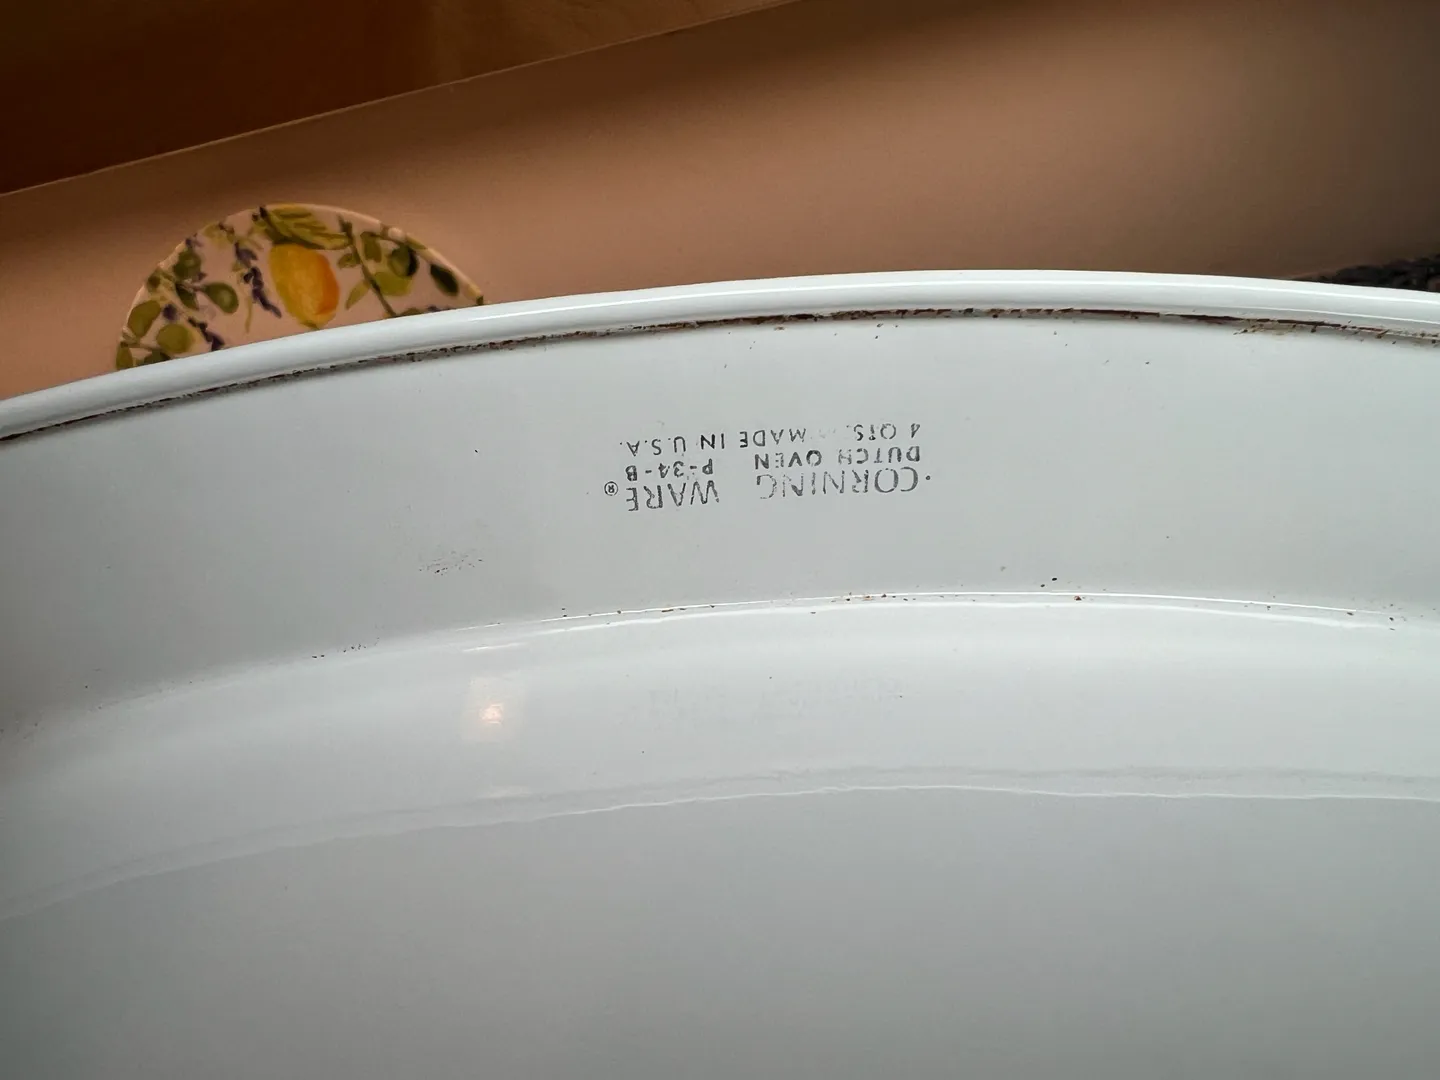 CORNING WARE®
DUTCH OVEN P-34-B
4 QTS. MADE IN U.S.A.